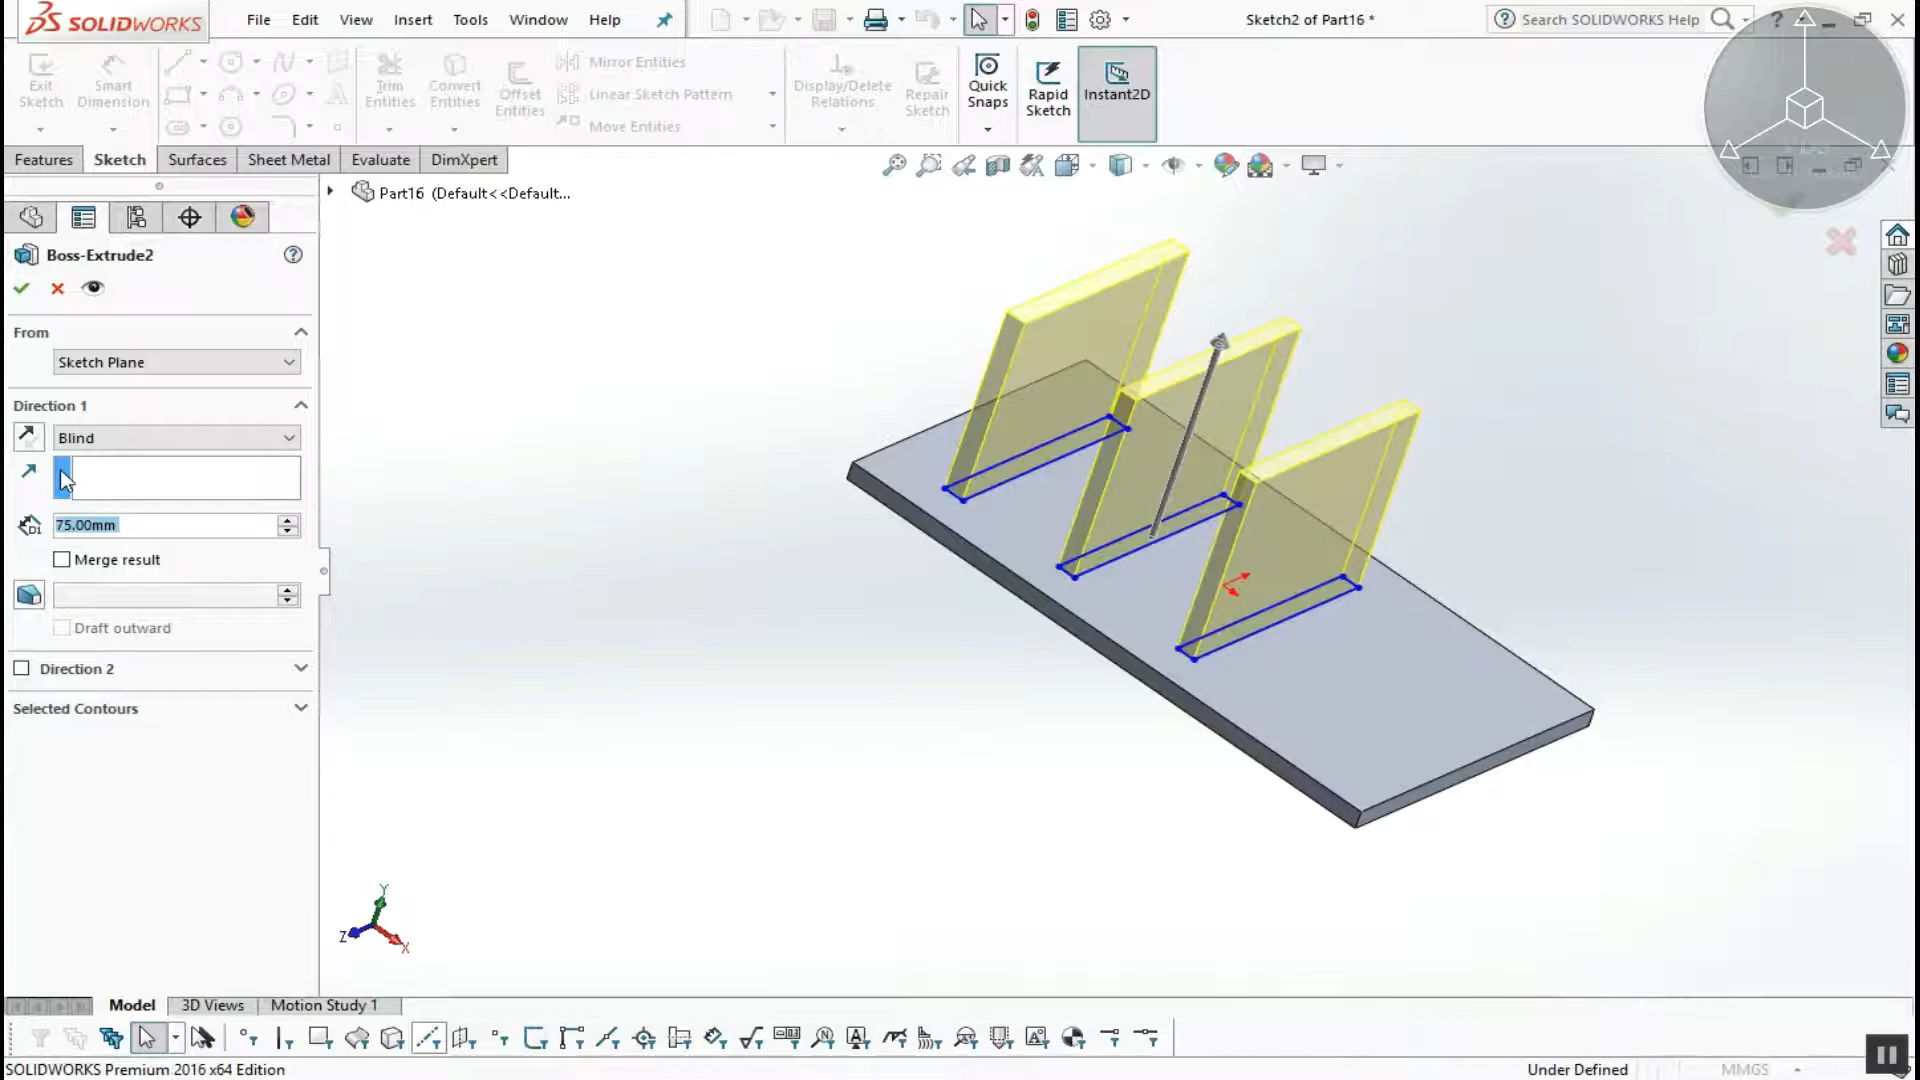 SOLIDWORKS
File Edit View Insert Tools Window Help
Sketch2 of Part16 *
Search SOLIDWORKS Help
Exit Sketch
Smart Dimension
Trim Entities
Convert Entities
Offset Entities
Mirror Entities
Linear Sketch Pattern
Move Entities
Display/Delete Relations
Repair Sketch
Quick Snaps
Rapid Sketch
Instant2D
Features Sketch Surfaces Sheet Metal Evaluate DimXpert
Part16 (Default<<Default...
Boss-Extrude2
From
Sketch Plane
Direction 1
Blind
D1
75.00mm
Merge result
Draft outward
Direction 2
Selected Contours
Y
Z
X
Model 3D Views Motion Study 1
SOLIDWORKS Premium 2016 x64 Edition
Under Defined
MMGS